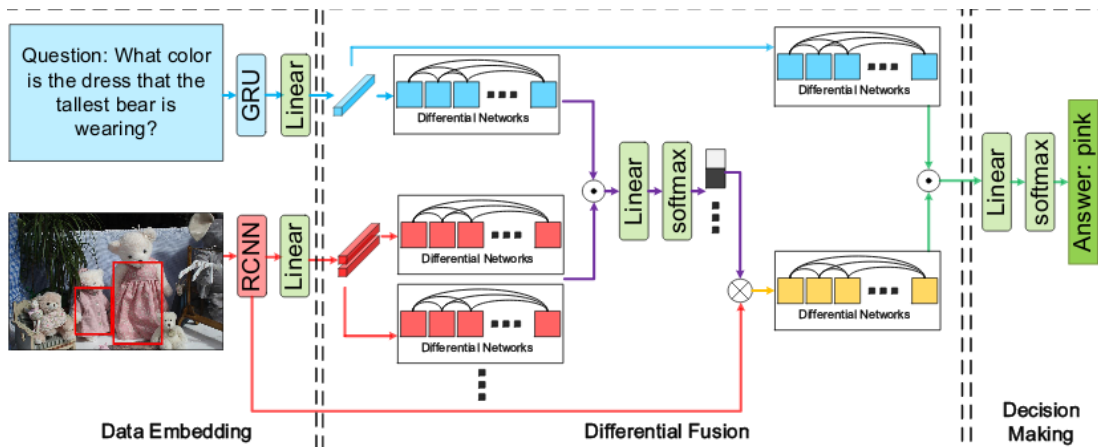 Question: What color
is the dress that the
tallest bear is
wearing?
GRU
Linear
Differential Networks
Differential Networks
Linear
softmax
Linear
softmax
Answer: pink
RCNN
Linear
Differential Networks
Differential Networks
Differential Networks
Data Embedding
Differential Fusion
Decision
Making